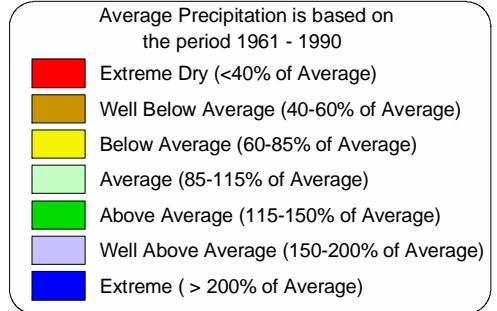 Average Precipitation is based on
the period 1961 - 1990
Extreme Dry (<40% of Average)
Well Below Average (40-60% of Average)
Below Average (60-85% of Average)
Average (85-115% of Average)
Above Average (115-150% of Average)
Well Above Average (150-200% of Average)
Extreme ( > 200% of Average)